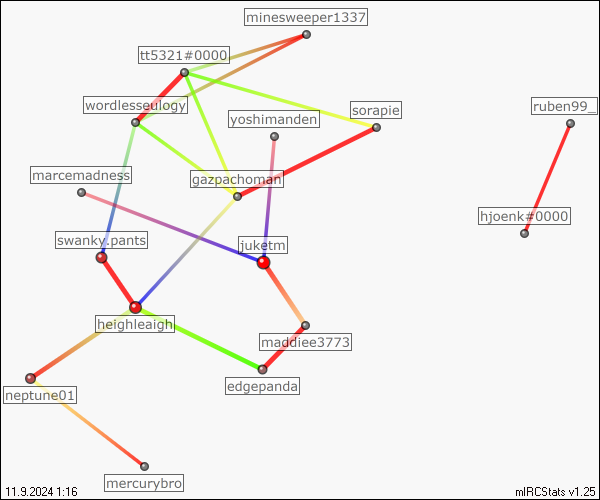 minesweeper1337
tt5321#0000
wordlesseulogy
ruben99_
sorapie
yoshimanden
marcemadness
gazpachoman
hjoenk#0000
swanky.pants
juketm
heighleaigh
maddiee3773
edgepanda
neptune01
mercurybro
11.9.2024 1:16
mIRCStats v1.25